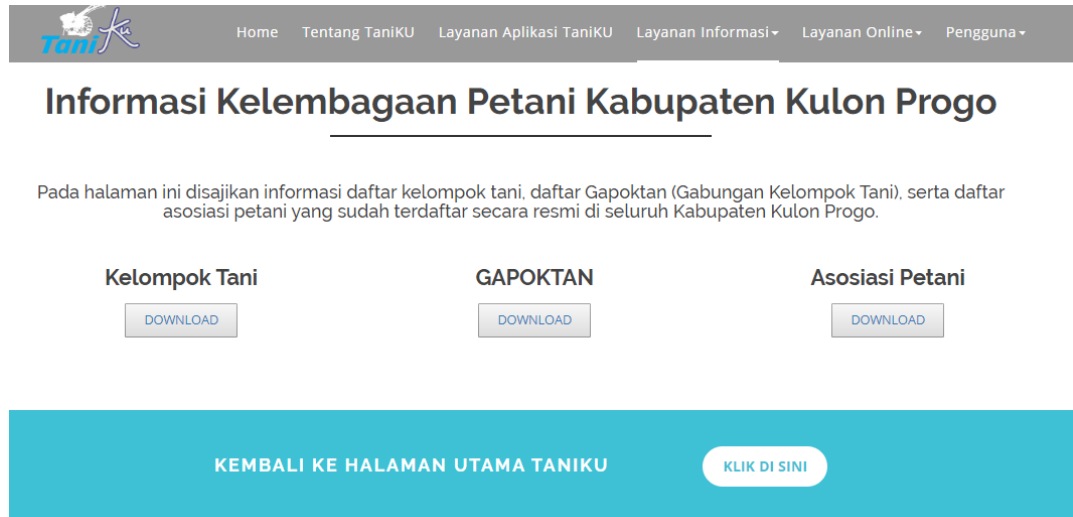 Tani Ku
Home Tentang TaniKU Layanan Aplikasi TaniKU Layanan Informasi Layanan Online Pengguna
Informasi Kelembagaan Petani Kabupaten Kulon Progo
Pada halaman ini disajikan informasi daftar kelompok tani, daftar Gapoktan (Gabungan Kelompok Tani), serta daftar
asosiasi petani yang sudah terdaftar secara resmi di seluruh Kabupaten Kulon Progo.
Kelompok Tani GAPOKTAN Asosiasi Petani
DOWNLOAD DOWNLOAD DOWNLOAD
KEMBALI KE HALAMAN UTAMA TANIKU KLIK DI SINI